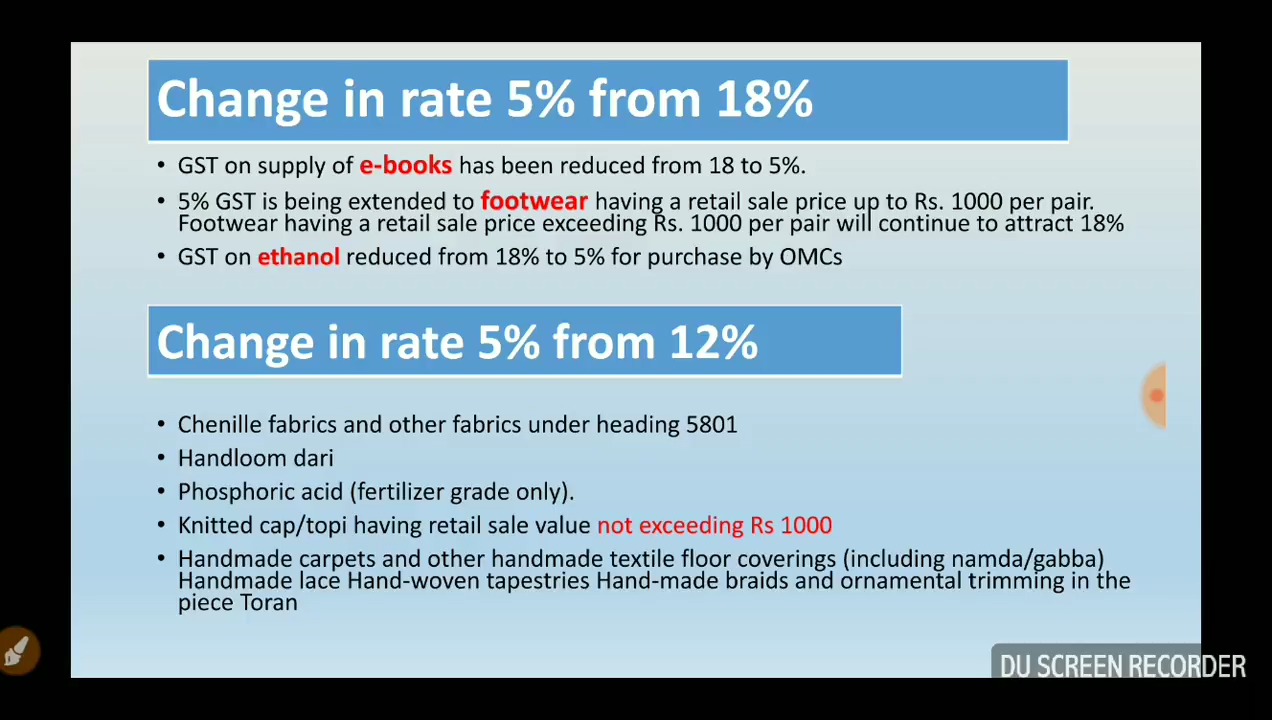 Change in rate 5% from 18%
• GST on supply of e-books has been reduced from 18 to 5%.
• 5% GST is being extended to footwear having a retail sale price up to Rs. 1000 per pair.
Footwear having a retail sale price exceeding Rs. 1000 per pair will continue to attract 18%
• GST on ethanol reduced from 18% to 5% for purchase by OMCs
Change in rate 5% from 12%
• Chenille fabrics and other fabrics under heading 5801
• Handloom dari
• Phosphoric acid (fertilizer grade only).
• Knitted cap/topi having retail sale value not exceeding Rs 1000
• Handmade carpets and other handmade textile floor coverings (including namda/gabba)
Handmade lace Hand-woven tapestries Hand-made braids and ornamental trimming in the
piece Toran
DU SCREEN RECORDER